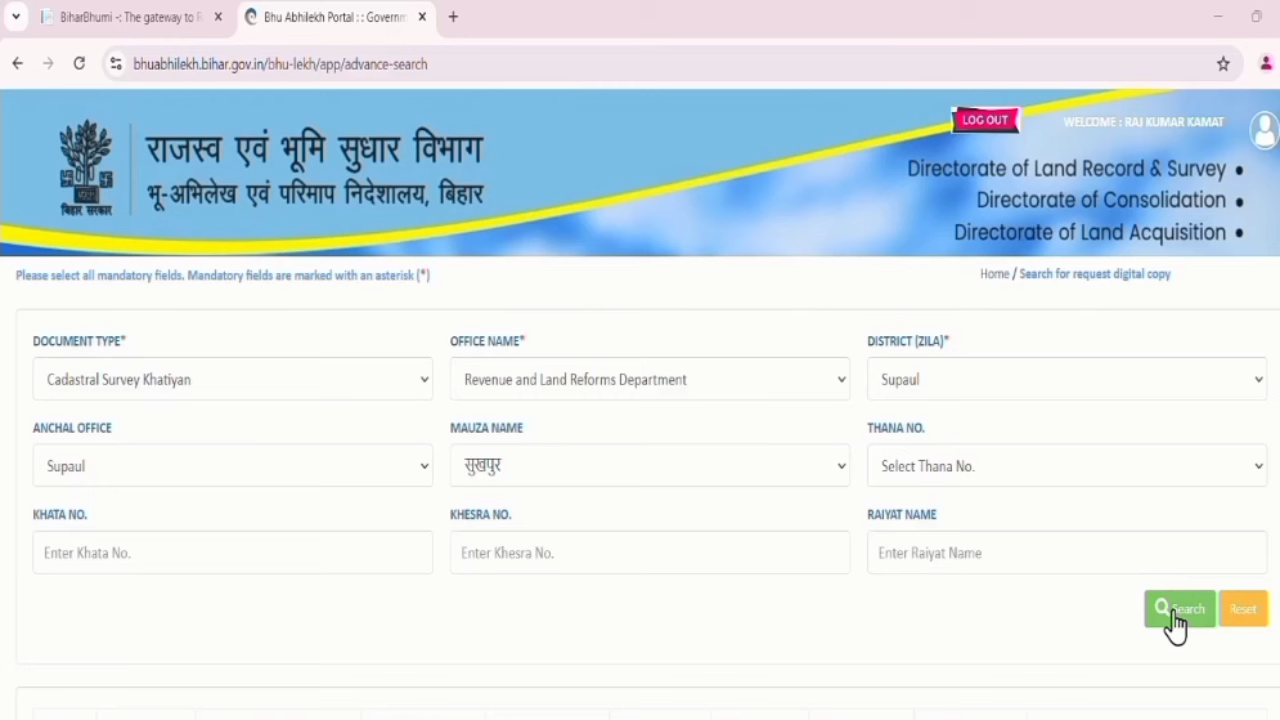 BiharBhumi -: The gateway to R
Bhu Abhilekh Portal : : Governm
bhuabhilekh.bihar.gov.in/bhu-lekh/app/advance-search
LOG OUT
WELCOME : RAJ KUMAR KAMAT
राजस्व एवं भूमि सुधार विभाग
भू-अभिलेख एवं परिमाप निदेशालय, बिहार
बिहार सरकार
Directorate of Land Record & Survey •
Directorate of Consolidation •
Directorate of Land Acquisition •
Please select all mandatory fields. Mandatory fields are marked with an asterisk (*)
Home / Search for request digital copy
DOCUMENT TYPE* OFFICE NAME* DISTRICT (ZILA)*
Cadastral Survey Khatiyan Revenue and Land Reforms Department Supaul
ANCHAL OFFICE MAUZA NAME THANA NO.
Supaul सुखपुर Select Thana No.
KHATA NO. KHESRA NO. RAIYAT NAME
Enter Khata No. Enter Khesra No. Enter Raiyat Name
Search Reset